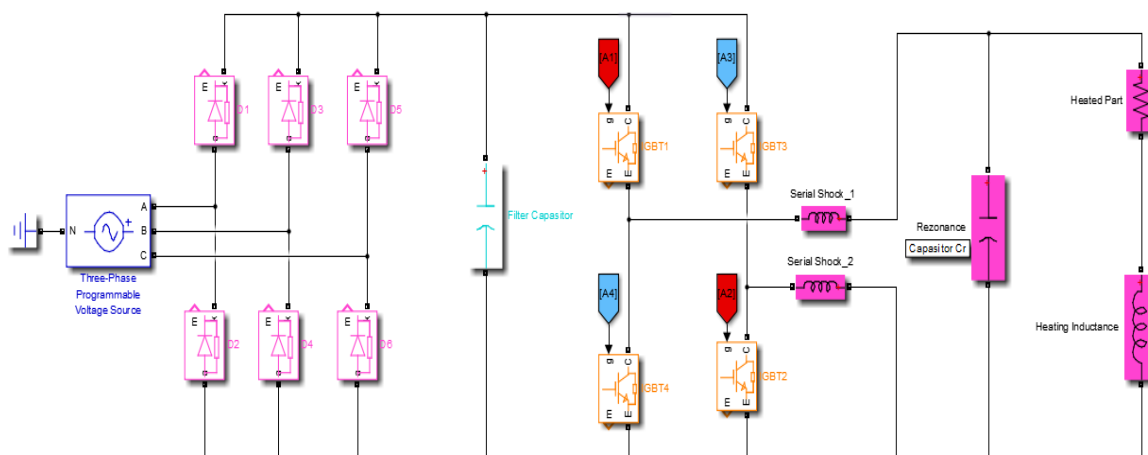 [A1]
[A3]
m
k
D1
m
k
D3
m
k
D5
a
a
a
g
C
IGBT1
m
E
g
C
IGBT3
m
E
Heated Part
Serial Shock_1
N
A
B
C
Three-Phase
Programmable
Voltage Source
Filter Capasitor
Rezonance
Capasitor Cr
Serial Shock_2
[A4]
[A2]
m
k
D2
m
k
D4
m
k
D6
a
a
a
Heating Inductance
g
C
IGBT4
m
E
g
C
IGBT2
m
E